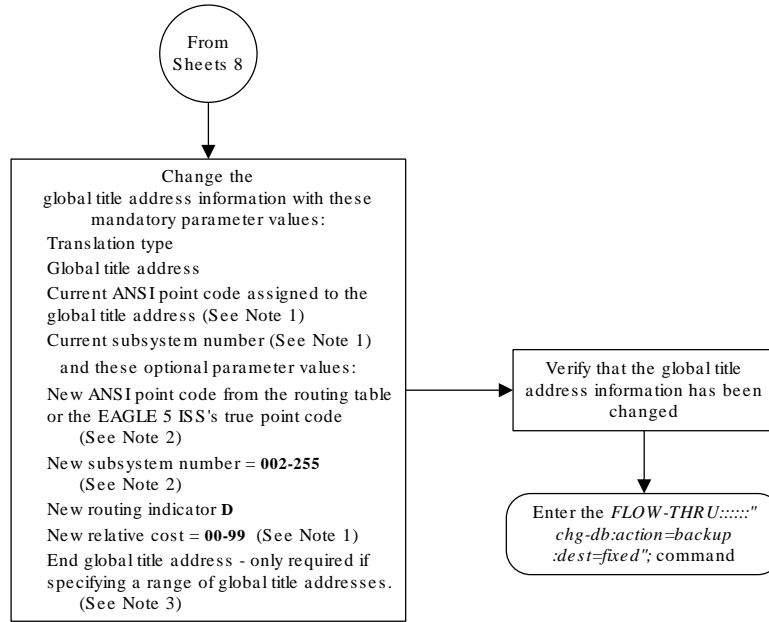 From
Sheets 8
Change the
global title address information with these
mandatory parameter values:
Translation type
Global title address
Current ANSI point code assigned to the
global title address (See Note 1)
Current subsystem number (See Note 1)
and these optional parameter values:
New ANSI point code from the routing table
or the EAGLE 5 ISS's true point code
(See Note 2)
New subsystem number = 002-255
(See Note 2)
New routing indicator D
New relative cost = 00-99 (See Note 1)
End global title address - only required if
specifying a range of global title addresses.
(See Note 3)
Verify that the global title
address information has been
changed
Enter the FLOW-THRU::::::"
chg-db:action=backup
:dest=fixed"; command